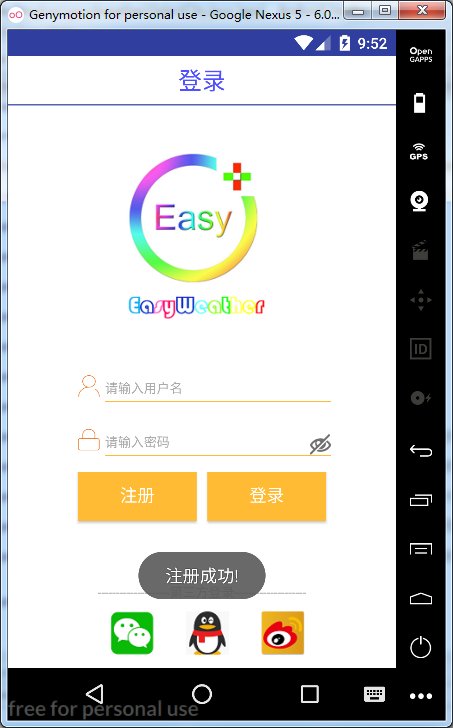 Genymotion for personal use - Google Nexus 5 - 6.0...
9:52
Open
GAPPS
登录
GPS
Easy
EasyWeather
ID
请输入用户名
请输入密码
注册
登录
注册成功!
free for personal use